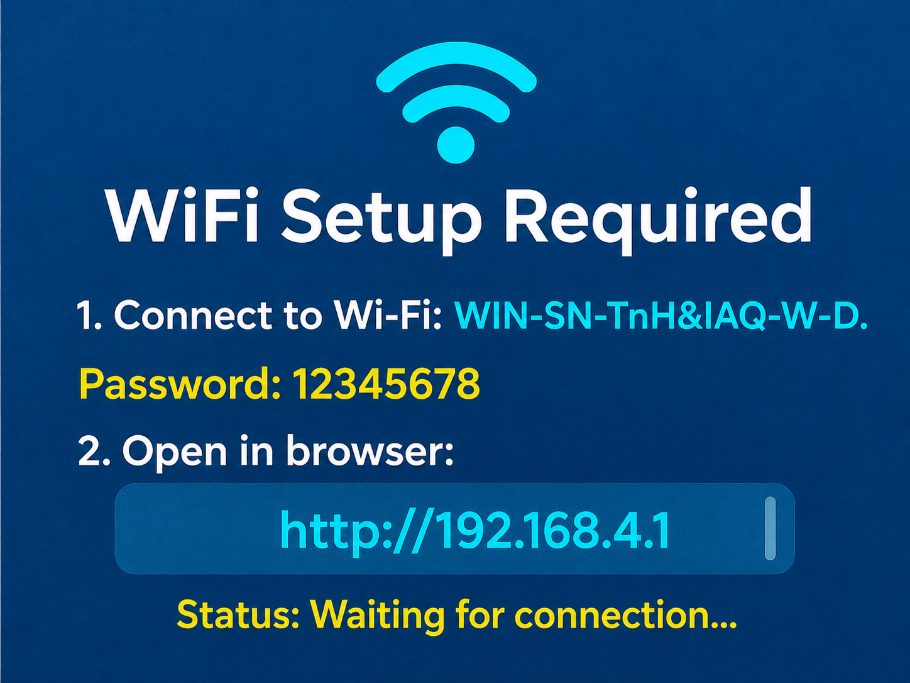 WiFi Setup Required
1. Connect to Wi-Fi: WIN-SN-TnH&IAQ-W-D.
Password: 12345678
2. Open in browser:
http://192.168.4.1
Status: Waiting for connection...